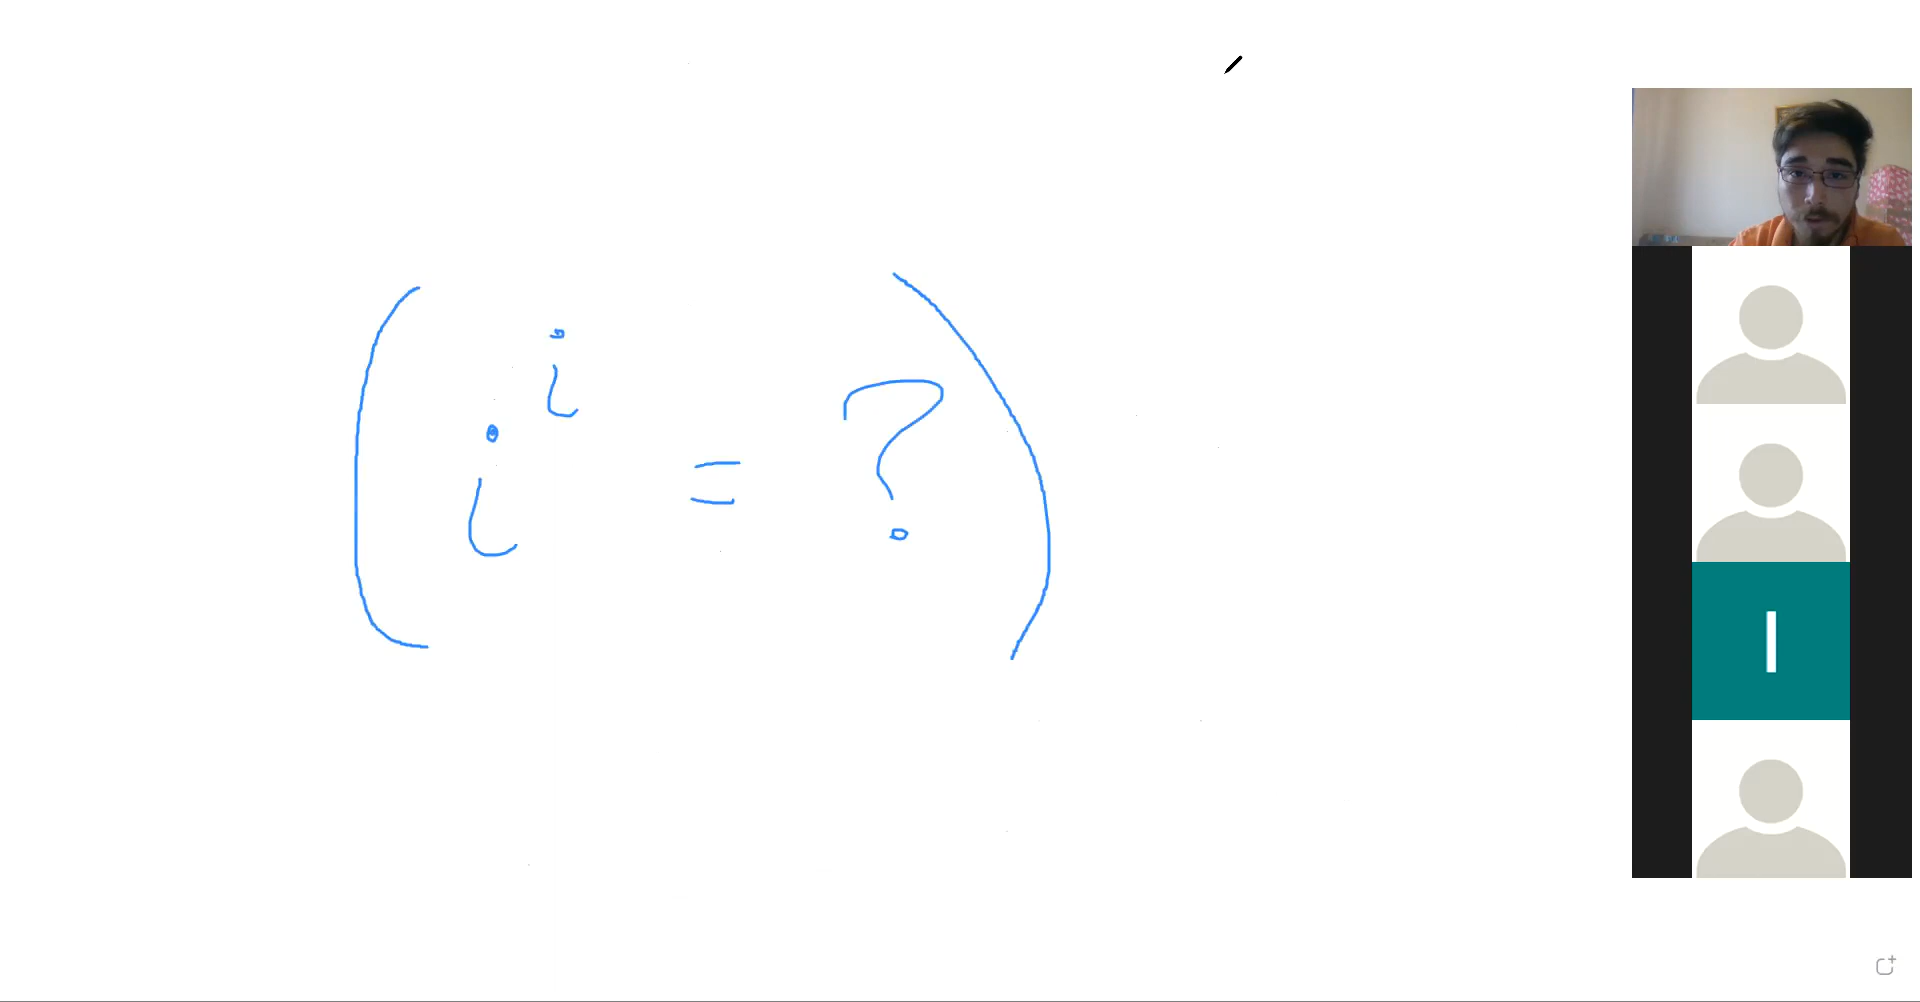 (i^i = ?)
I